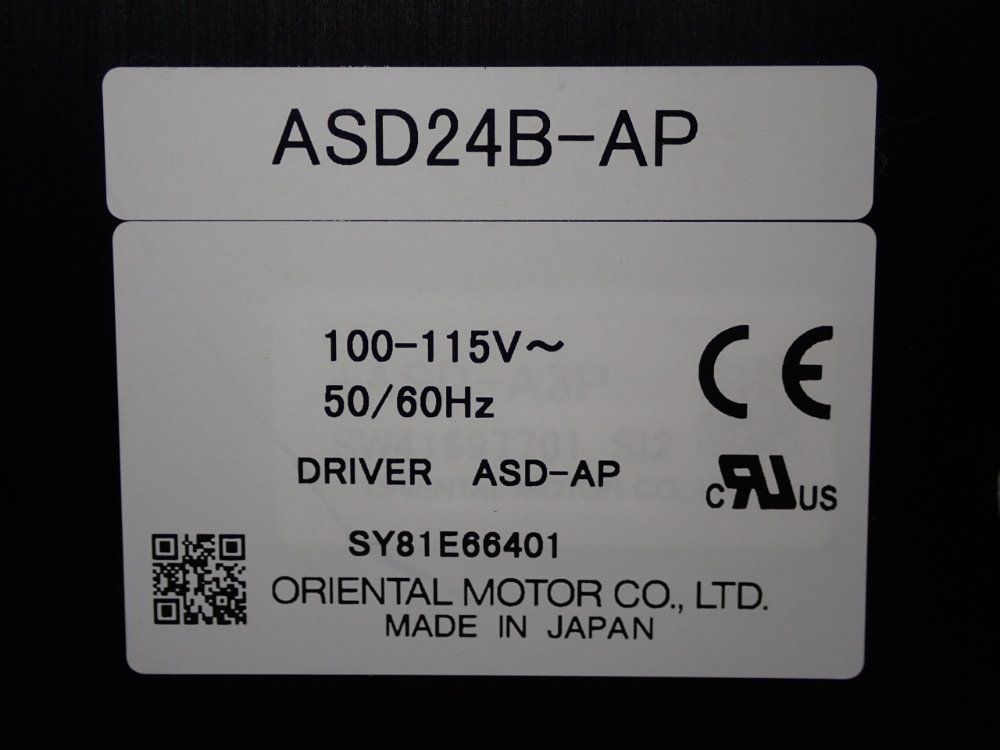 ASD24B-AP
100-115V~
50/60Hz
CE
DRIVER ASD-AP
c RU US
SY81E66401
ORIENTAL MOTOR CO., LTD.
MADE IN JAPAN